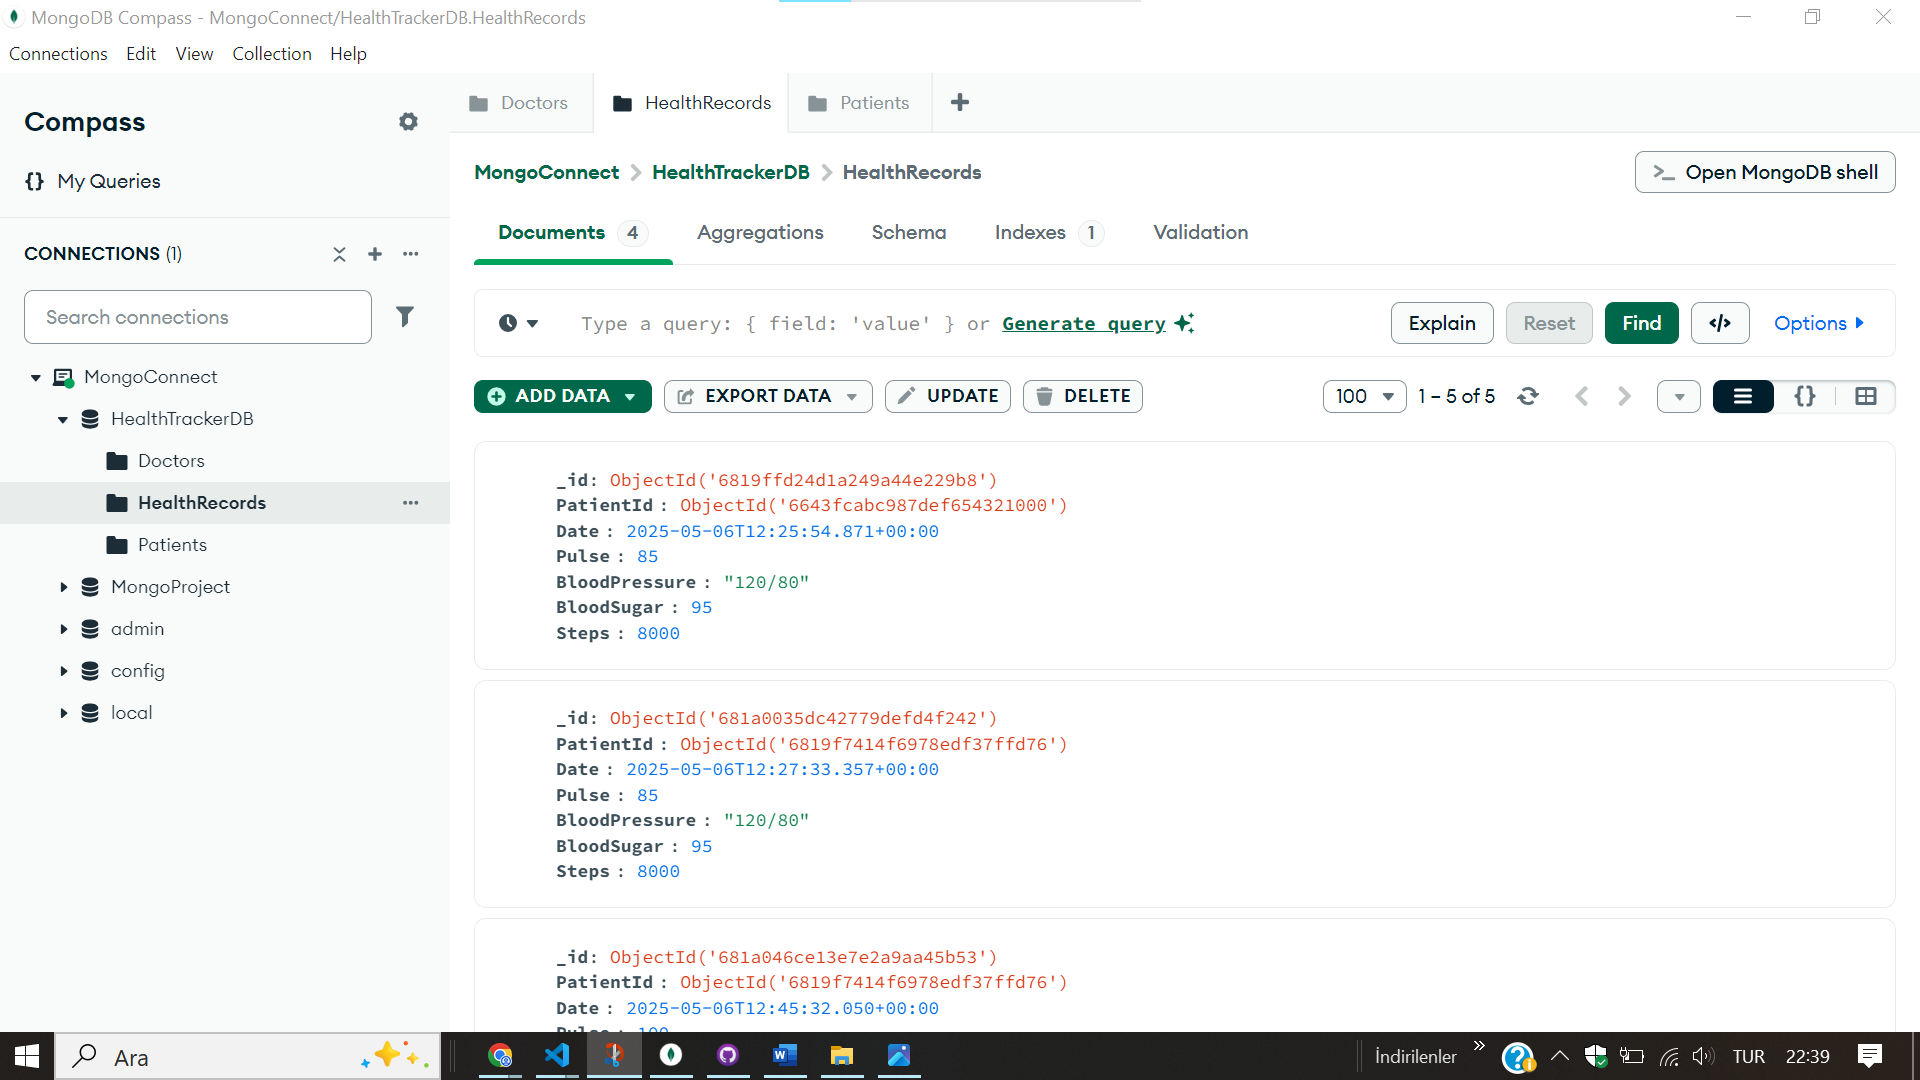 MongoDB Compass - MongoConnect/HealthTrackerDB.HealthRecords
Connections Edit View Collection Help
Compass
{} My Queries
CONNECTIONS (1)
Search connections
MongoConnect
HealthTrackerDB
Doctors
HealthRecords
Patients
MongoProject
admin
config
local
Doctors HealthRecords Patients +
MongoConnect > HealthTrackerDB > HealthRecords
>_ Open MongoDB shell
Documents 4 Aggregations Schema Indexes 1 Validation
Type a query: { field: 'value' } or Generate query
Explain Reset Find </> Options
ADD DATA EXPORT DATA UPDATE DELETE
100 1 – 5 of 5 {}
_id: ObjectId('6819ffd24d1a249a44e229b8')
PatientId : ObjectId('6643fcabc987def654321000')
Date : 2025-05-06T12:25:54.871+00:00
Pulse : 85
BloodPressure : "120/80"
BloodSugar : 95
Steps : 8000
_id: ObjectId('681a0035dc42779defd4f242')
PatientId : ObjectId('6819f7414f6978edf37ffd76')
Date : 2025-05-06T12:27:33.357+00:00
Pulse : 85
BloodPressure : "120/80"
BloodSugar : 95
Steps : 8000
_id: ObjectId('681a046ce13e7e2a9aa45b53')
PatientId : ObjectId('6819f7414f6978edf37ffd76')
Date : 2025-05-06T12:45:32.050+00:00
Pulse : 100
Ara
İndirilenler
TUR 22:39